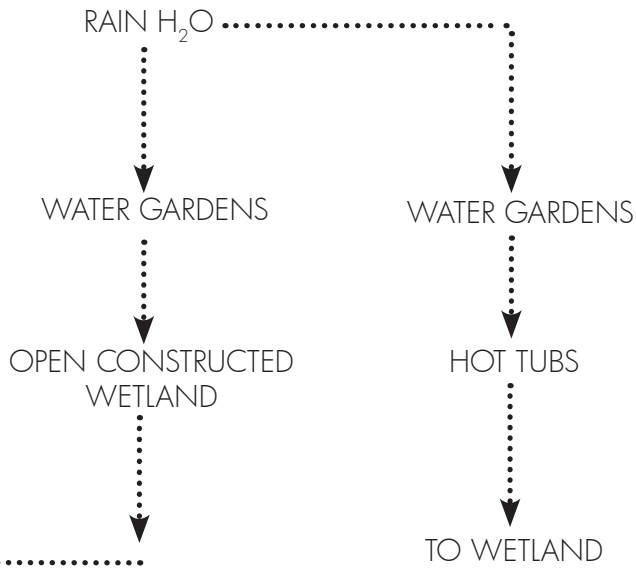 RAIN H₂O
WATER GARDENS
WATER GARDENS
OPEN CONSTRUCTED
WETLAND
HOT TUBS
TO WETLAND